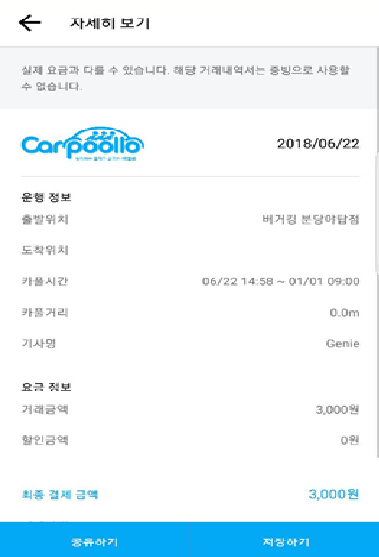 자세히 보기
실제 요금과 다를 수 있습니다. 해당 거래내역서는 증빙으로 사용할
수 없습니다.
Carpoollo
2018/06/22
운행 정보
출발위치 버거킹 분당야탑점
도착위치
카풀시간 06/22 14:58 ~ 01/01 09:00
카풀거리 0.0m
기사명 Genie
요금 정보
거래금액 3,000원
할인금액 0원
최종 결제 금액 3,000원
공유하기 저장하기